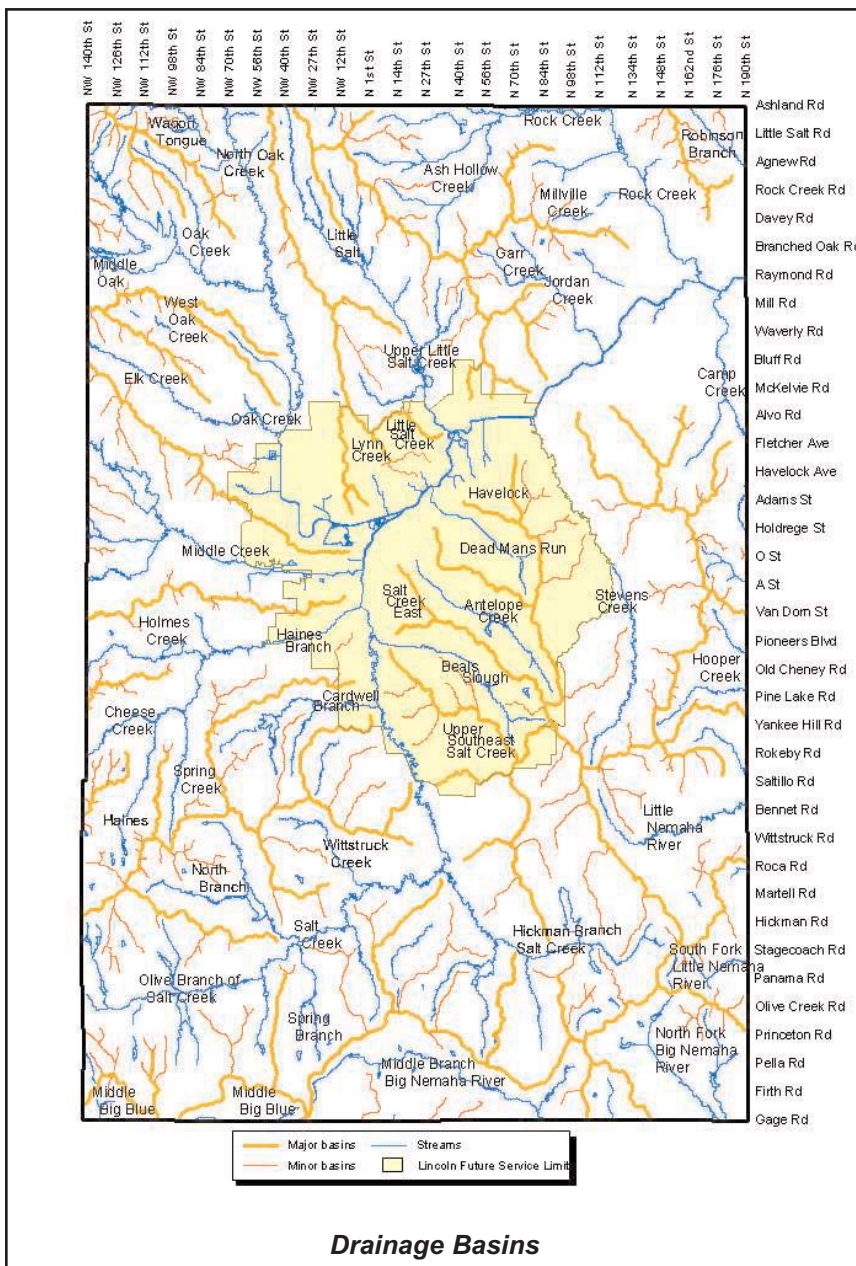 NW 140th St
NW 126th St
NW 112th St
NW 98th St
NW 84th St
NW 70th St
NW 56th St
NW 40th St
NW 27th St
NW 12th St
N 1st St
N 14th St
N 27th St
N 40th St
N 56th St
N 70th St
N 84th St
N 98th St
N 112th St
N 134th St
N 148th St
N 162nd St
N 176th St
N 190th St
Ashland Rd
Little Salt Rd
Agnew Rd
Rock Creek Rd
Davey Rd
Branched Oak Rd
Raymond Rd
Mill Rd
Waverly Rd
Bluff Rd
McKelvie Rd
Alvo Rd
Fletcher Ave
Havelock Ave
Adams St
Holdrege St
O St
A St
Van Dorn St
Pioneers Blvd
Old Cheney Rd
Pine Lake Rd
Yankee Hill Rd
Rokeby Rd
Saltillo Rd
Bennet Rd
Wittstruck Rd
Roca Rd
Martell Rd
Hickman Rd
Stagecoach Rd
Panama Rd
Olive Creek Rd
Princeton Rd
Pella Rd
Firth Rd
Gage Rd
Wagon
Tongue
North Oak
Creek
Rock Creek
Robinson
Branch
Ash Hollow
Creek
Millville
Creek
Rock Creek
Oak
Creek
Little
Salt
Middle
Oak
Garr
Creek
Jordan
Creek
West
Oak
Creek
Elk Creek
Upper Little
Salt Creek
Camp
Creek
Oak Creek
Lynn
Creek
Little
Salt
Creek
Havelock
Middle Creek
Dead Mans Run
Salt
Creek
East
Antelope
Creek
Stevens
Creek
Holmes
Creek
Haines
Branch
Beals
Slough
Hooper
Creek
Cardwell
Branch
Cheese
Creek
Upper
Southeast
Salt Creek
Spring
Creek
Haines
Wittstruck
Creek
Little
Nemaha
River
North
Branch
Salt
Creek
Hickman Branch
Salt Creek
South Fork
Little Nemaha
River
Olive Branch of
Salt Creek
Spring
Branch
North Fork
Big Nemaha
River
Middle Branch
Big Nemaha River
Middle
Big Blue
Middle
Big Blue
Major basins
Streams
Minor basins
Lincoln Future Service Limit
Drainage Basins